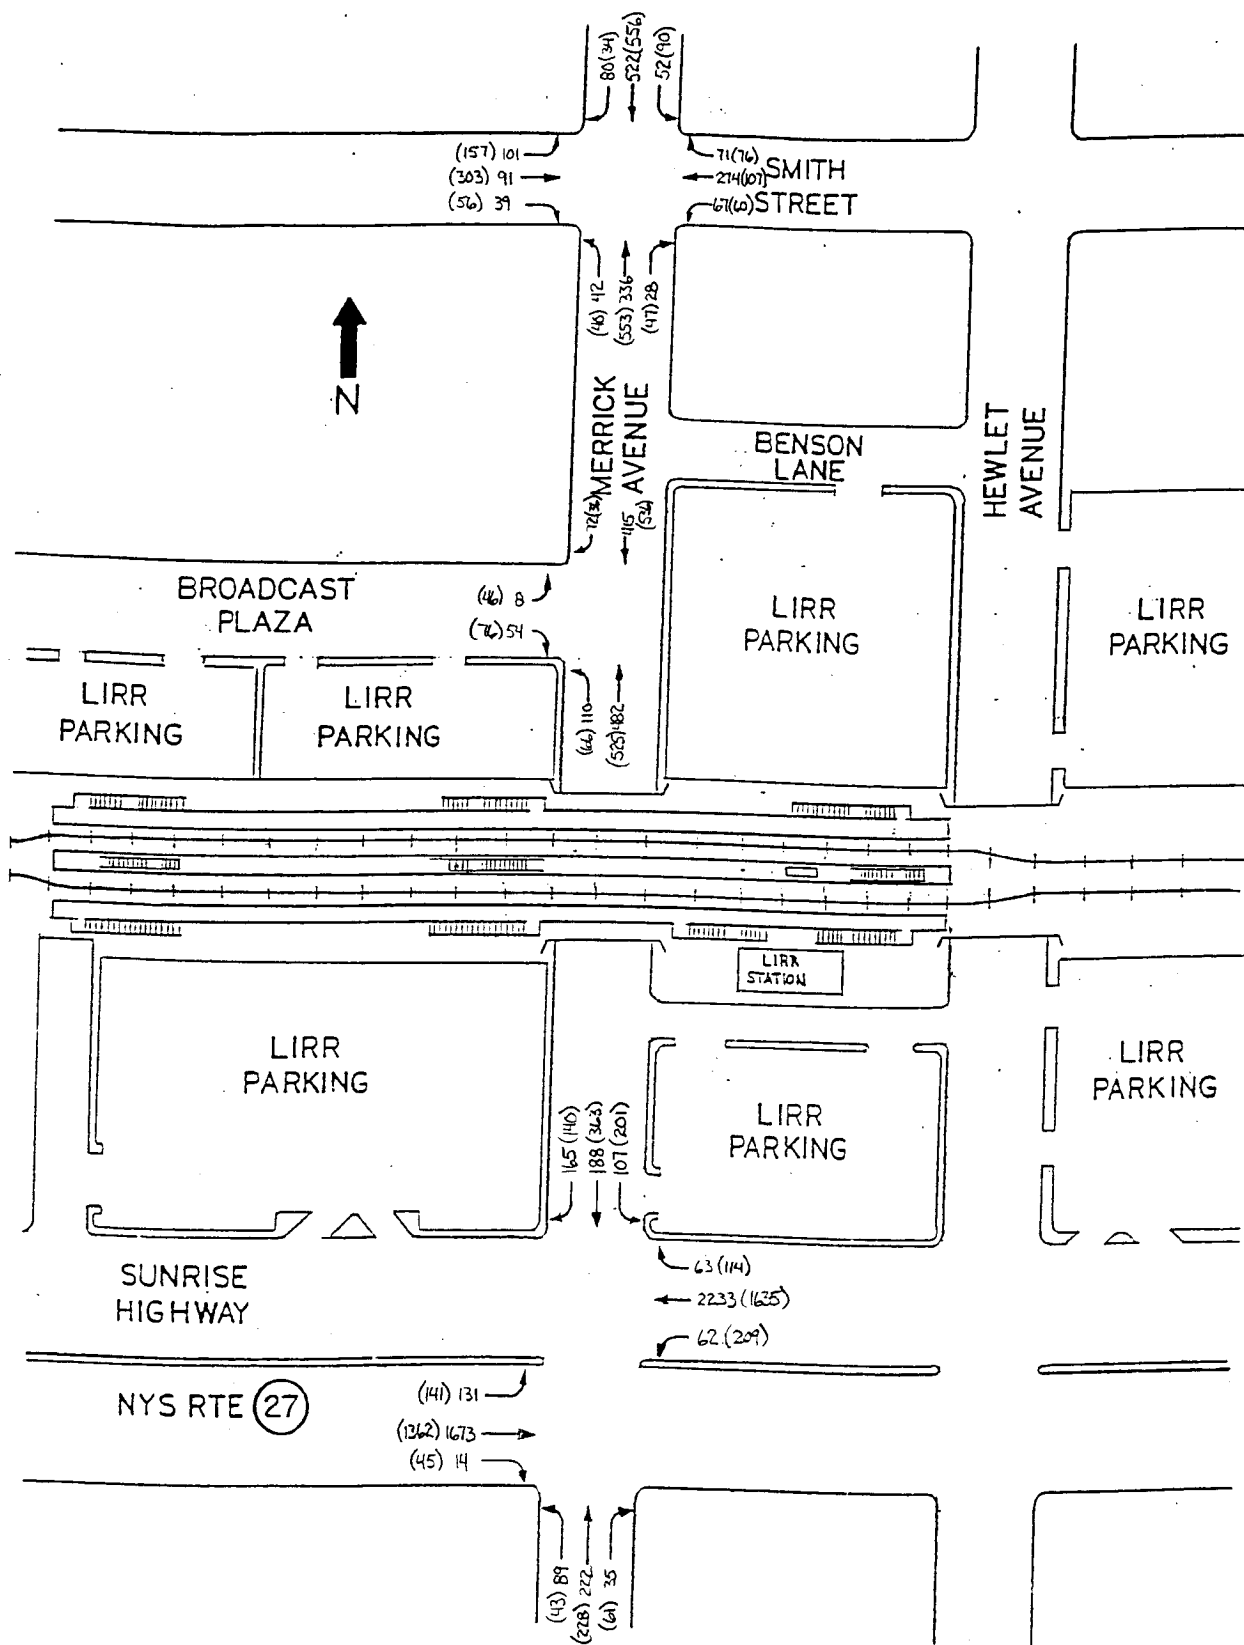 80(34)
522(556)
52(90)
(157) 101
(303) 91
(56) 39
71(76)
274(107)
67(60)
SMITH
STREET
(40) 42
(553) 336
(47) 28
N
MERRICK
AVENUE
BENSON
LANE
HEWLET
AVENUE
72(36)
415
(536)
BROADCAST
PLAZA
(46) 8
(76) 54
LIRR
PARKING
LIRR
PARKING
LIRR
PARKING
LIRR
PARKING
(66) 110
(525) 482
LIRR
STATION
LIRR
PARKING
LIRR
PARKING
LIRR
PARKING
165 (140)
188 (363)
107 (201)
63 (114)
2233 (1635)
62 (209)
SUNRISE
HIGHWAY
NYS RTE 27
(141) 131
(1362) 1673
(45) 14
(43) 89
(228) 222
(61) 35